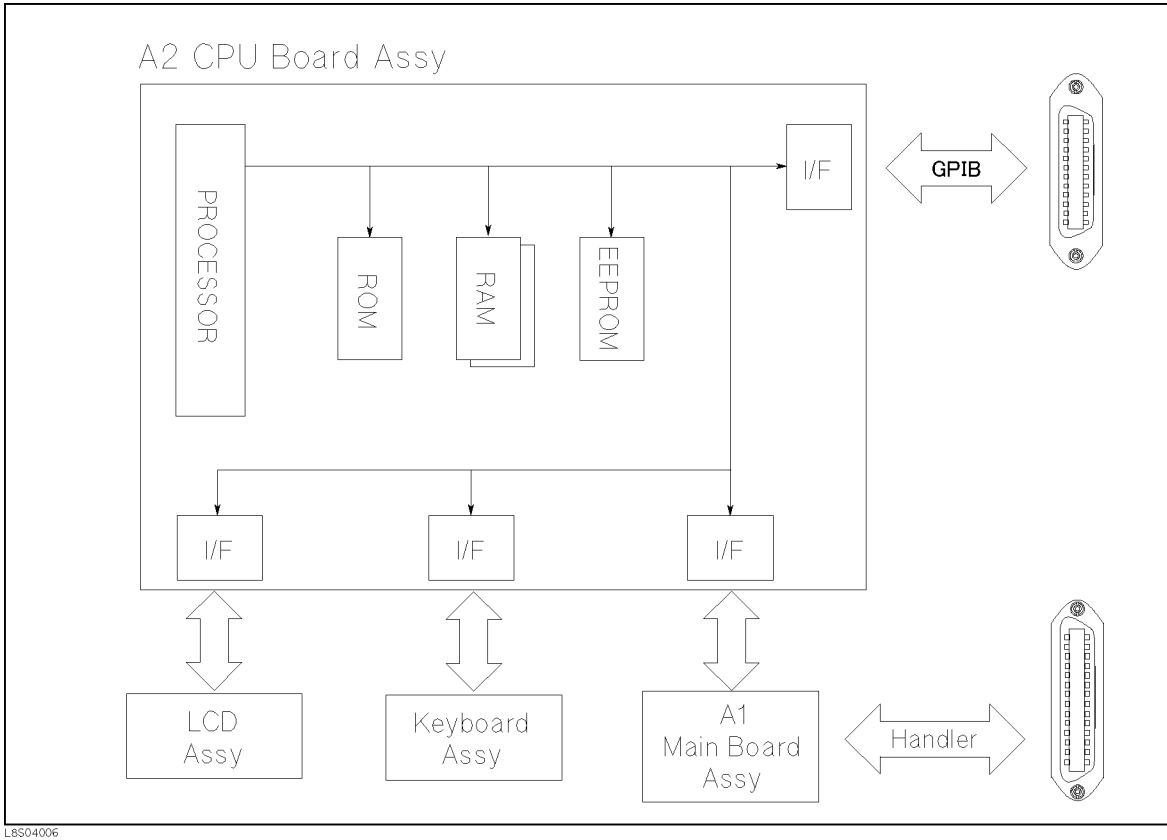 A2 CPU Board Assy
PROCESSOR
ROM
RAM
EEPROM
I/F
GPIB
I/F
I/F
I/F
LCD
Assy
Keyboard
Assy
A1
Main Board
Assy
Handler
L8S04006